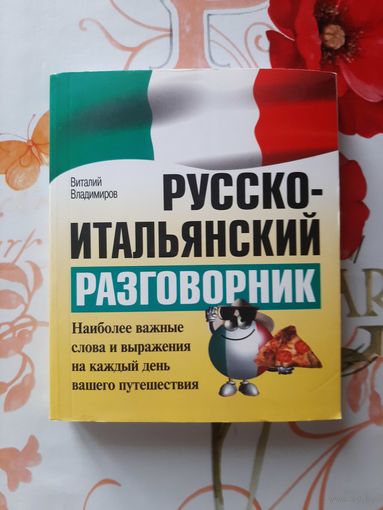 Виталий
Владимиров
РУССКО-
ИТАЛЬЯНСКИЙ
РАЗГОВОРНИК
Наиболее важные
слова и выражения
на каждый день
вашего путешествия